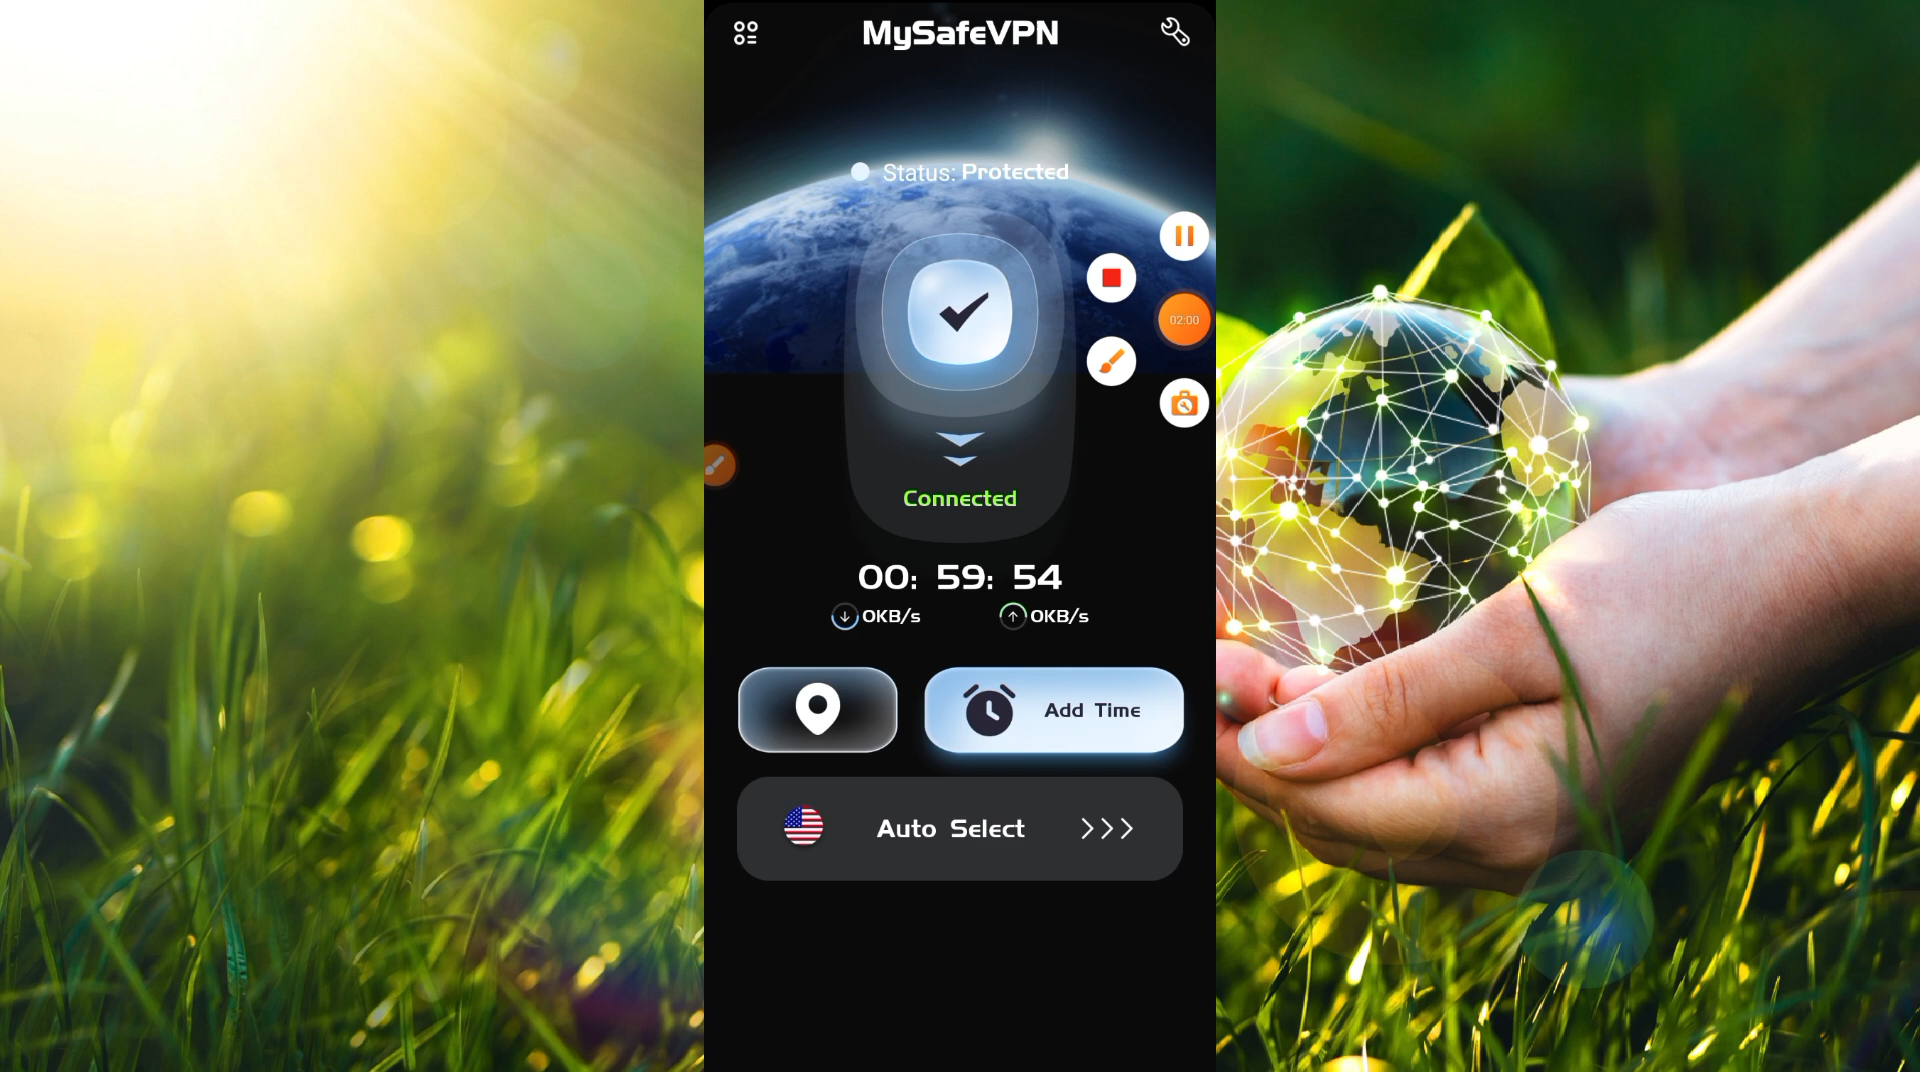 MySafeVPN
Status: Protected
02:00
Connected
00: 59: 54
0KB/s 0KB/s
Add Time
Auto Select